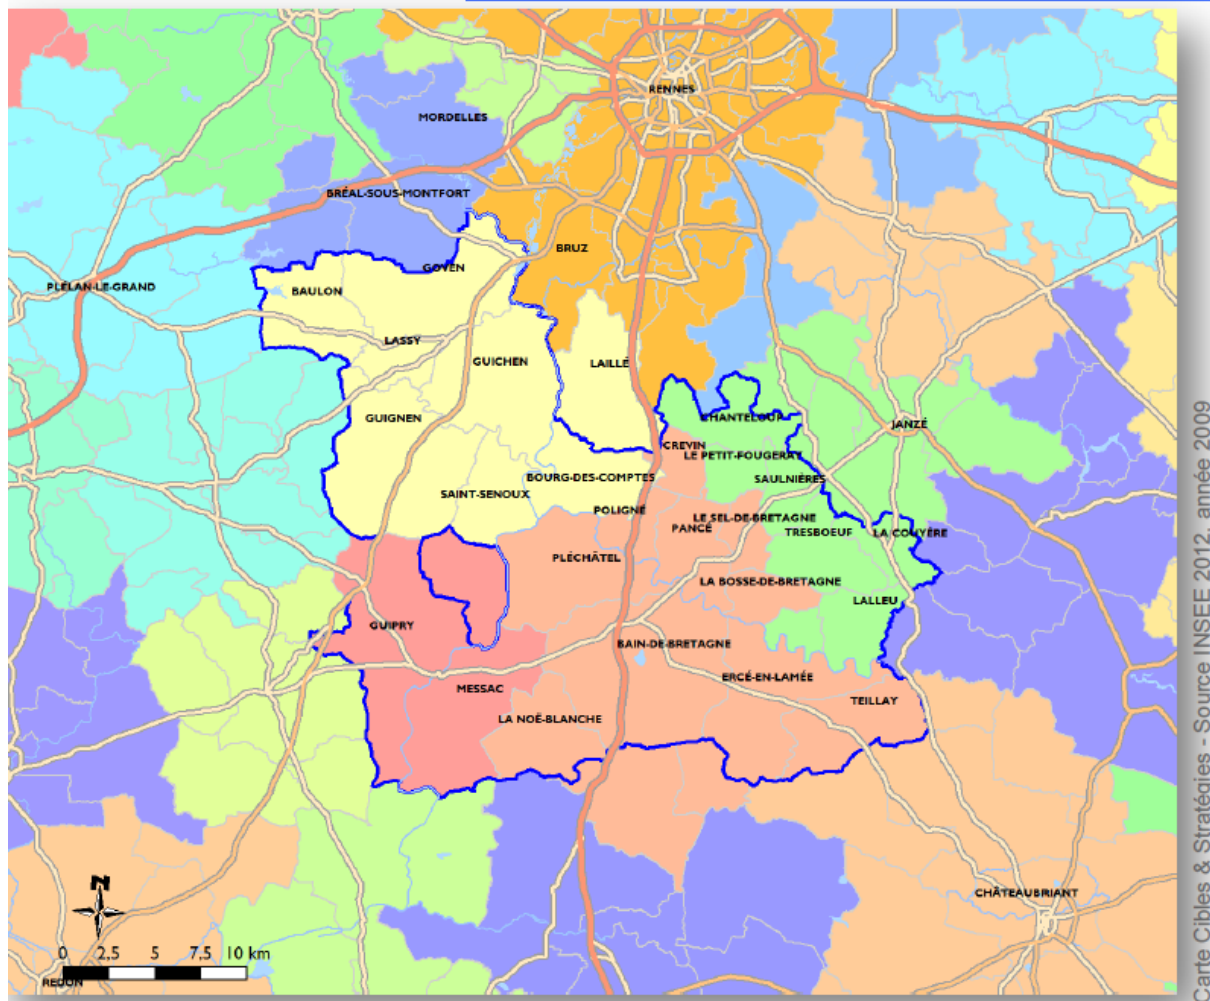 RENNES
MORDELLES
BRÉAL-SOUS-MONTFORT
BRUZ
GOVEN
PLÉLAN-LE-GRAND
BAULON
LASSY
GUICHEN
LAILLÉ
GUIGNEN
CHANTELOUP
JANZÉ
CREVIN
LE PETIT-FOUGERAY
BOURG-DES-COMPTES
SAULNIÈRES
SAINT-SENOUX
POLIGNÉ
LE SEL-DE-BRETAGNE
PANCÉ
TRESBOEUF
LA COUYÈRE
PLÉCHÂTEL
LA BOSSE-DE-BRETAGNE
LALLEU
GUIPRY
BAIN-DE-BRETAGNE
ERCÉ-EN-LAMÉE
MESSAC
TEILLAY
LA NOË-BLANCHE
CHÂTEAUBRIANT
N
0 2,5 5 7,5 10 km
REDON
Carte Cibles & Stratégies - Source INSEE 2012, année 2009